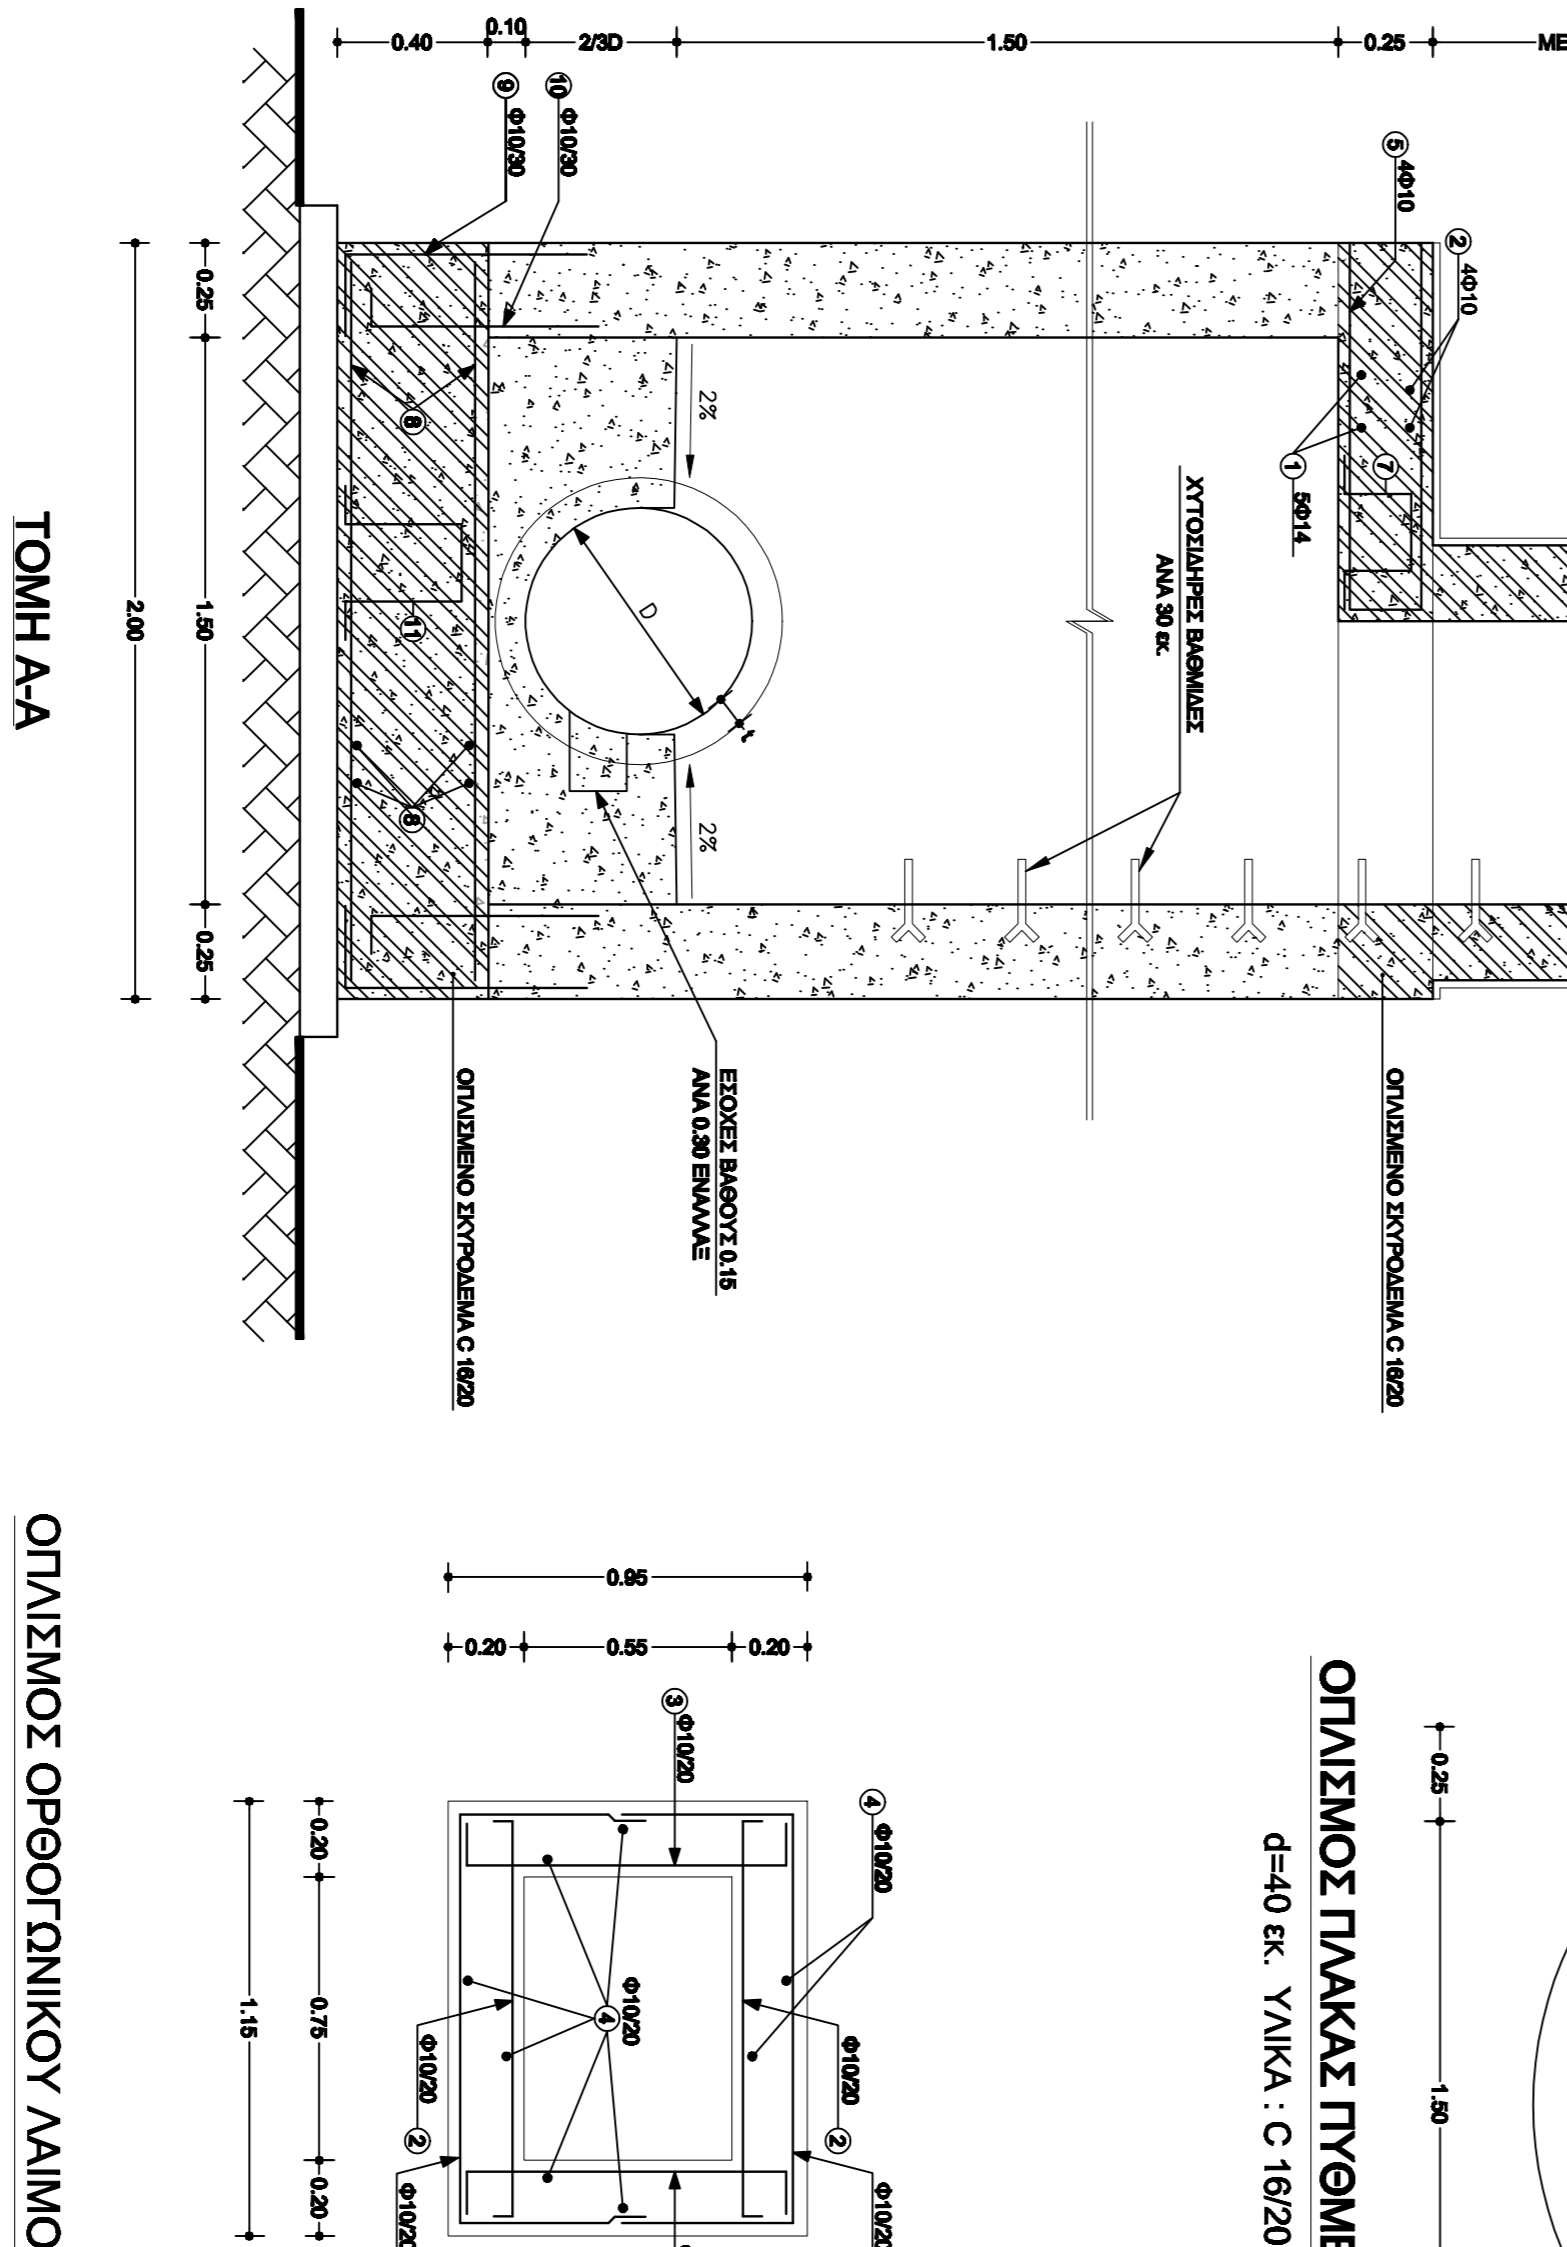 0.40
0.10
2/3D
1.50
0.25
ΜΕ
9 Φ10/30
10 Φ10/30
5 4Φ10
2 4Φ10
1 5Φ14
7
ΧΥΤΟΣΙΔΗΡΕΣ ΒΑΘΜΙΔΕΣ
ΑΝΑ 30 εκ.
2%
D
t
2%
8
11
8
0.25
1.50
0.25
2.00
ΕΣΟΧΕΣ ΒΑΘΟΥΣ 0.15
ΑΝΑ 0.30 ΕΝΑΛΛΑΞ
ΟΠΛΙΣΜΕΝΟ ΣΚΥΡΟΔΕΜΑ C 16/20
ΟΠΛΙΣΜΕΝΟ ΣΚΥΡΟΔΕΜΑ C 16/20
ΤΟΜΗ Α-Α
0.25
1.50
ΟΠΛΙΣΜΟΣ ΠΛΑΚΑΣ ΠΥΘΜΕ
d=40 εκ. ΥΛΙΚΑ : C 16/20
0.95
0.20
0.55
0.20
3 Φ10/20
4 Φ10/20
Φ10/20
4
Φ10/20 2
Φ10/20 2
Φ10/20
Φ10/20
0.20
0.75
0.20
1.15
ΟΠΛΙΣΜΟΣ ΟΡΘΟΓΩΝΙΚΟΥ ΛΑΙΜΟ